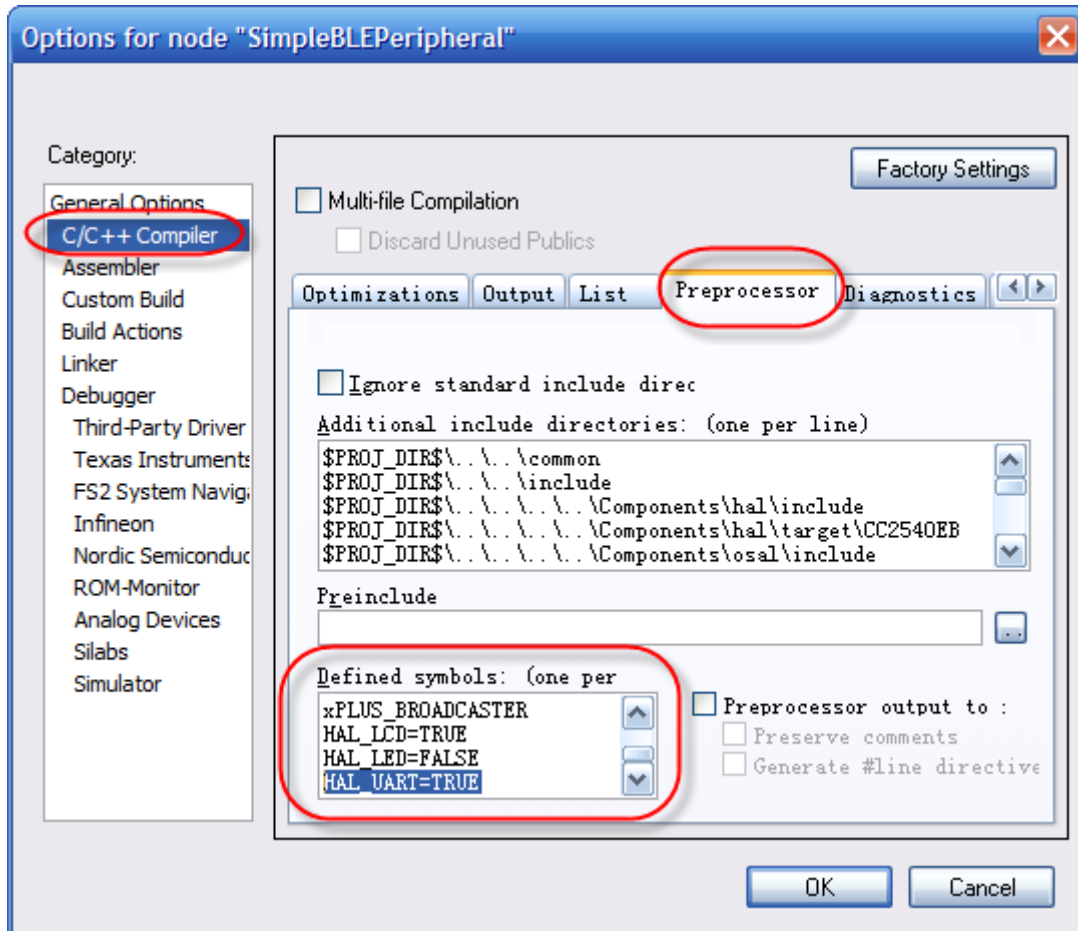 Options for node "SimpleBLEPeripheral"
Category:
General Options
C/C++ Compiler
Assembler
Custom Build
Build Actions
Linker
Debugger
Third-Party Driver
Texas Instruments
FS2 System Naviga
Infineon
Nordic Semiconduc
ROM-Monitor
Analog Devices
Silabs
Simulator
Factory Settings
Multi-file Compilation
Discard Unused Publics
Optimizations Output List Preprocessor Diagnostics
Ignore standard include direc
Additional include directories: (one per line)
$PROJ_DIR$\..\..\common
$PROJ_DIR$\..\..\include
$PROJ_DIR$\..\..\..\..\Components\hal\include
$PROJ_DIR$\..\..\..\..\Components\hal\target\CC2540EB
$PROJ_DIR$\..\..\..\..\Components\osal\include
Preinclude
..
Defined symbols: (one per
xPLUS_BROADCASTER
HAL_LCD=TRUE
HAL_LED=FALSE
HAL_UART=TRUE
Preprocessor output to :
Preserve comments
Generate #line directive
OK
Cancel